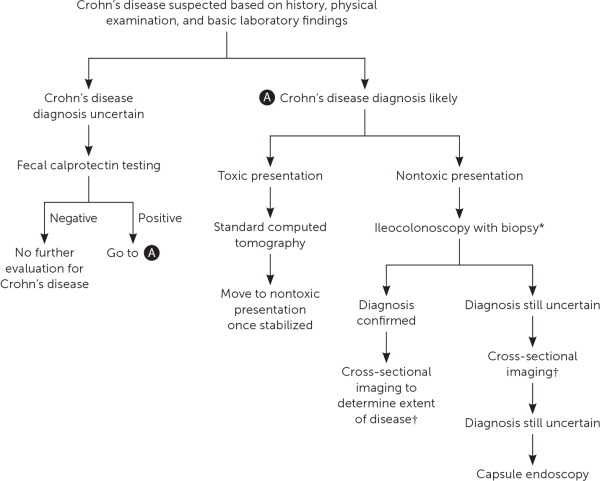 Crohn's disease suspected based on history, physical
examination, and basic laboratory findings
Crohn's disease
diagnosis uncertain
A Crohn's disease diagnosis likely
Fecal calprotectin testing
Toxic presentation
Nontoxic presentation
Negative
Positive
Standard computed
tomography
Ileocolonoscopy with biopsy*
No further
evaluation for
Crohn's disease
Go to A
Move to nontoxic
presentation
once stabilized
Diagnosis
confirmed
Diagnosis still uncertain
Cross-sectional
imaging to
determine extent
of disease†
Cross-sectional
imaging†
Diagnosis still uncertain
Capsule endoscopy